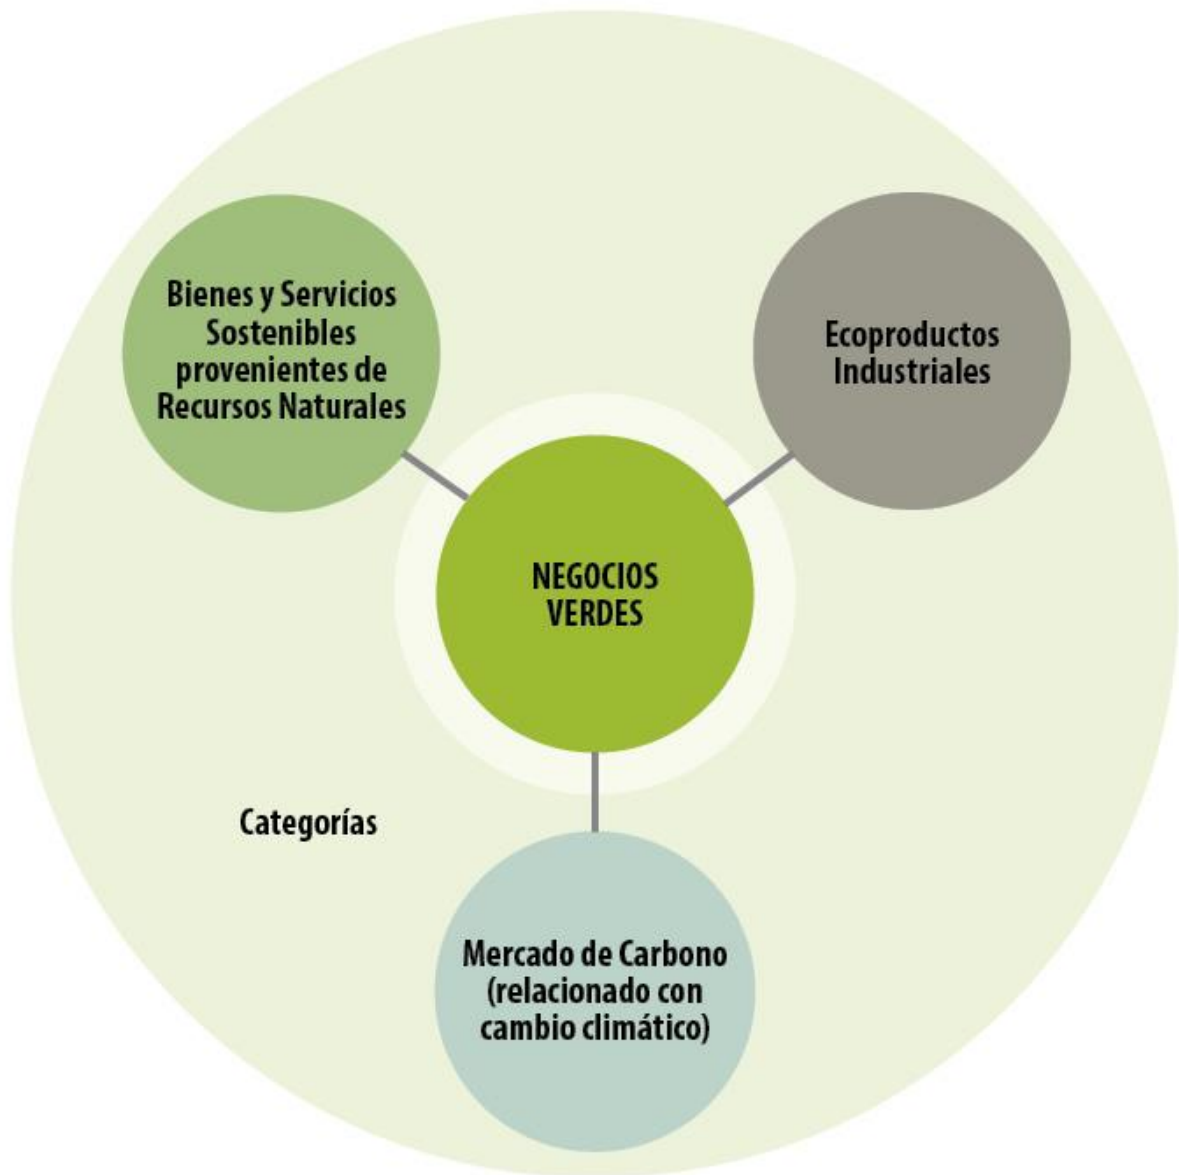 Bienes y Servicios
Sostenibles
provenientes de
Recursos Naturales
Ecoproductos
Industriales
NEGOCIOS
VERDES
Categorías
Mercado de Carbono
(relacionado con
cambio climático)